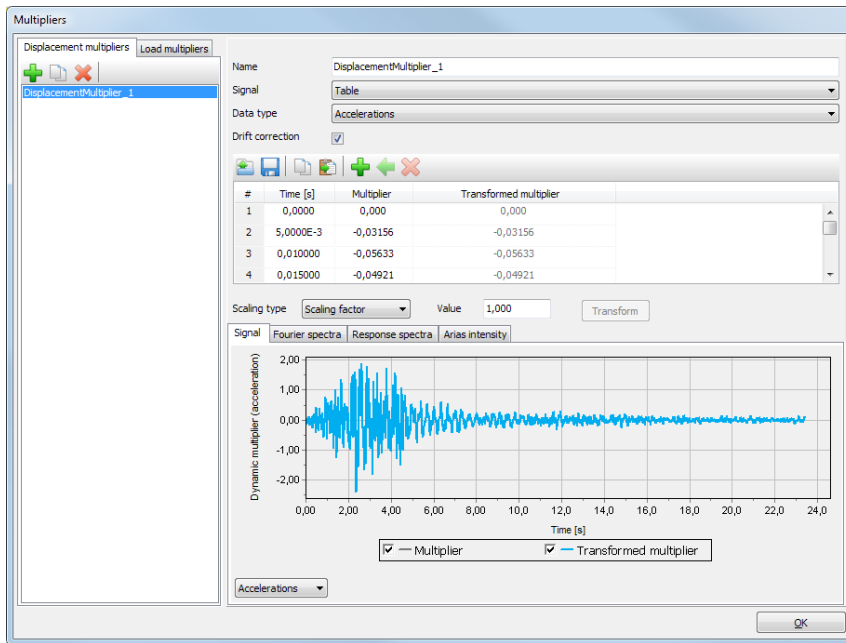 Multipliers
Displacement multipliers Load multipliers
DisplacementMultiplier_1
Name DisplacementMultiplier_1
Signal Table
Data type Accelerations
Drift correction
# Time [s] Multiplier Transformed multiplier
1 0,0000 0,000 0,000
2 5,0000E-3 -0,03156 -0,03156
3 0,010000 -0,05633 -0,05633
4 0,015000 -0,04921 -0,04921
Scaling type Scaling factor Value 1,000 Transform
Signal Fourier spectra Response spectra Arias intensity
Dynamic multiplier (acceleration)
2,00
1,00
0,00
-1,00
-2,00
0,00 2,00 4,00 6,00 8,00 10,0 12,0 14,0 16,0 18,0 20,0 22,0 24,0
Time [s]
Multiplier Transformed multiplier
Accelerations
OK